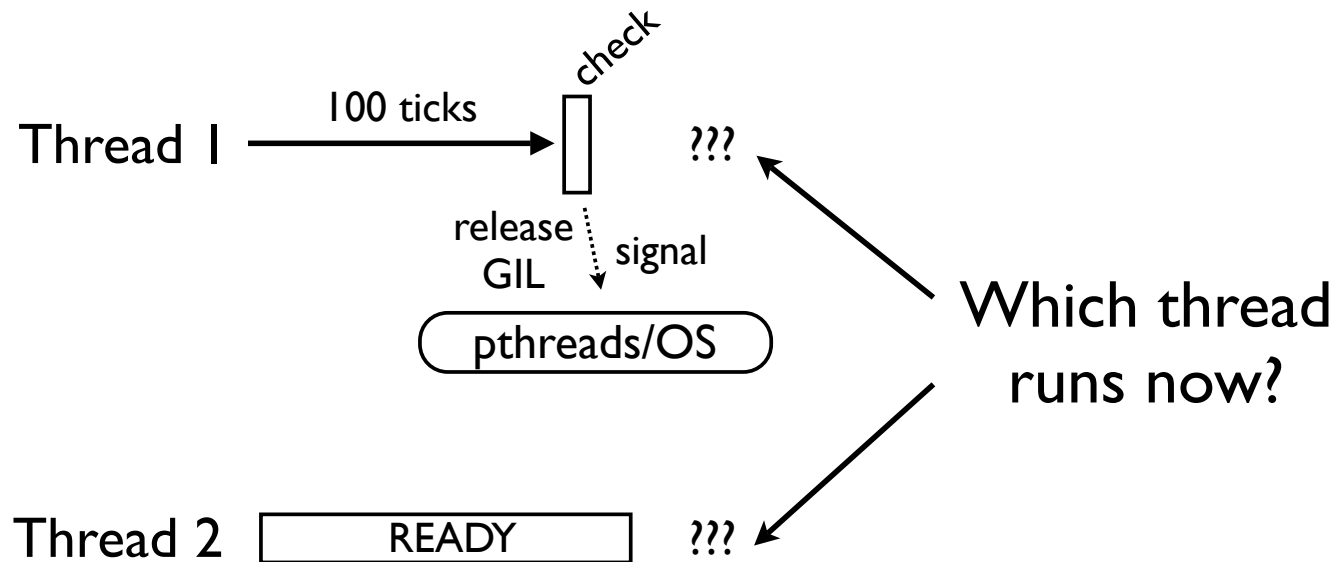 check
100 ticks
Thread 1
???
release
GIL
signal
pthreads/OS
Which thread
runs now?
Thread 2
READY
???